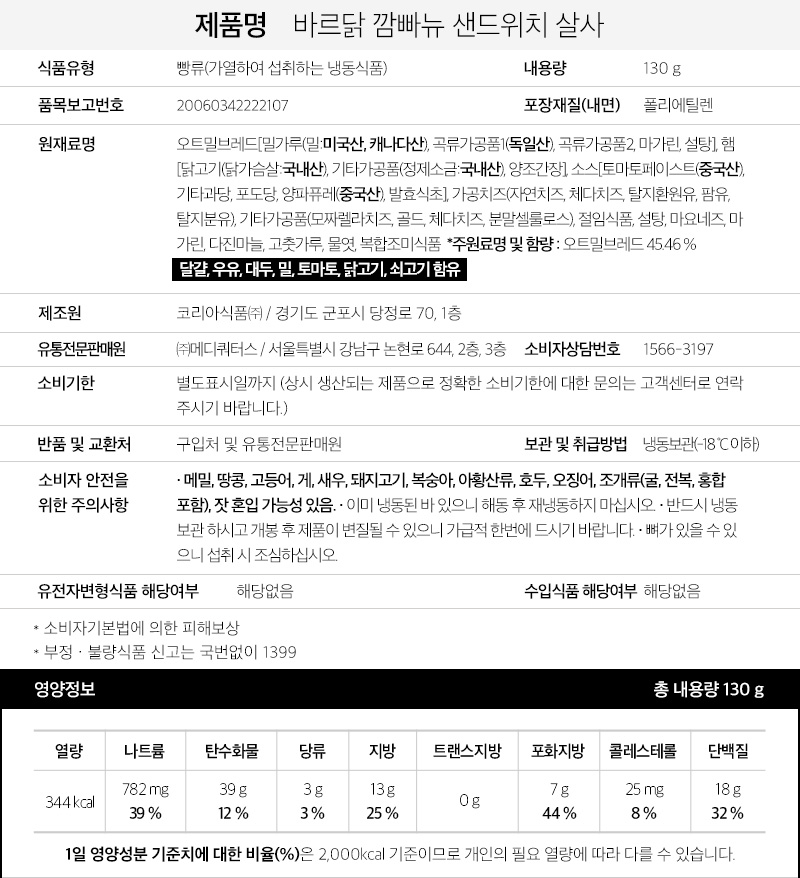 제품명 바르닭 깜빠뉴 샌드위치 살사
식품유형 빵류(가열하여 섭취하는 냉동식품) 내용량 130 g
품목보고번호 20060342222107 포장재질(내면) 폴리에틸렌
원재료명 오트밀브레드[밀가루(밀:미국산, 캐나다산), 곡류가공품1(독일산), 곡류가공품2, 마가린, 설탕], 햄
[닭고기(닭가슴살:국내산), 기타가공품(정제소금:국내산), 양조간장], 소스[토마토페이스트(중국산),
기타과당, 포도당, 양파퓨레(중국산), 발효식초], 가공치즈(자연치즈, 체다치즈, 탈지환원유, 팜유,
탈지분유), 기타가공품(모짜렐라치즈, 골드, 체다치즈, 분말셀룰로스), 절임식품, 설탕, 마요네즈, 마
가린, 다진마늘, 고춧가루, 물엿, 복합조미식품 *주원료명 및 함량 : 오트밀브레드 45.46 %
달걀, 우유, 대두, 밀, 토마토, 닭고기, 쇠고기 함유
제조원 코리아식품㈜ / 경기도 군포시 당정로 70, 1층
유통전문판매원 ㈜메디쿼터스 / 서울특별시 강남구 논현로 644, 2층, 3층 소비자상담번호 1566-3197
소비기한 별도표시일까지 (상시 생산되는 제품으로 정확한 소비기한에 대한 문의는 고객센터로 연락
주시기 바랍니다.)
반품 및 교환처 구입처 및 유통전문판매원 보관 및 취급방법 냉동보관(-18℃이하)
소비자 안전을 · 메밀, 땅콩, 고등어, 게, 새우, 돼지고기, 복숭아, 아황산류, 호두, 오징어, 조개류(굴, 전복, 홍합
위한 주의사항 포함), 잣 혼입 가능성 있음. · 이미 냉동된 바 있으니 해동 후 재냉동하지 마십시오. · 반드시 냉동
보관 하시고 개봉 후 제품이 변질될 수 있으니 가급적 한번에 드시기 바랍니다. · 뼈가 있을 수 있
으니 섭취 시 조심하십시오.
유전자변형식품 해당여부 해당없음 수입식품 해당여부 해당없음
* 소비자기본법에 의한 피해보상
* 부정 · 불량식품 신고는 국번없이 1399
영양정보 총 내용량 130 g
열량 나트륨 탄수화물 당류 지방 트랜스지방 포화지방 콜레스테롤 단백질
344 kcal 782 mg 39 g 3 g 13 g 0 g 7 g 25 mg 18 g
39 % 12 % 3 % 25 % 44 % 8 % 32 %
1일 영양성분 기준치에 대한 비율(%)은 2,000kcal 기준이므로 개인의 필요 열량에 따라 다를 수 있습니다.